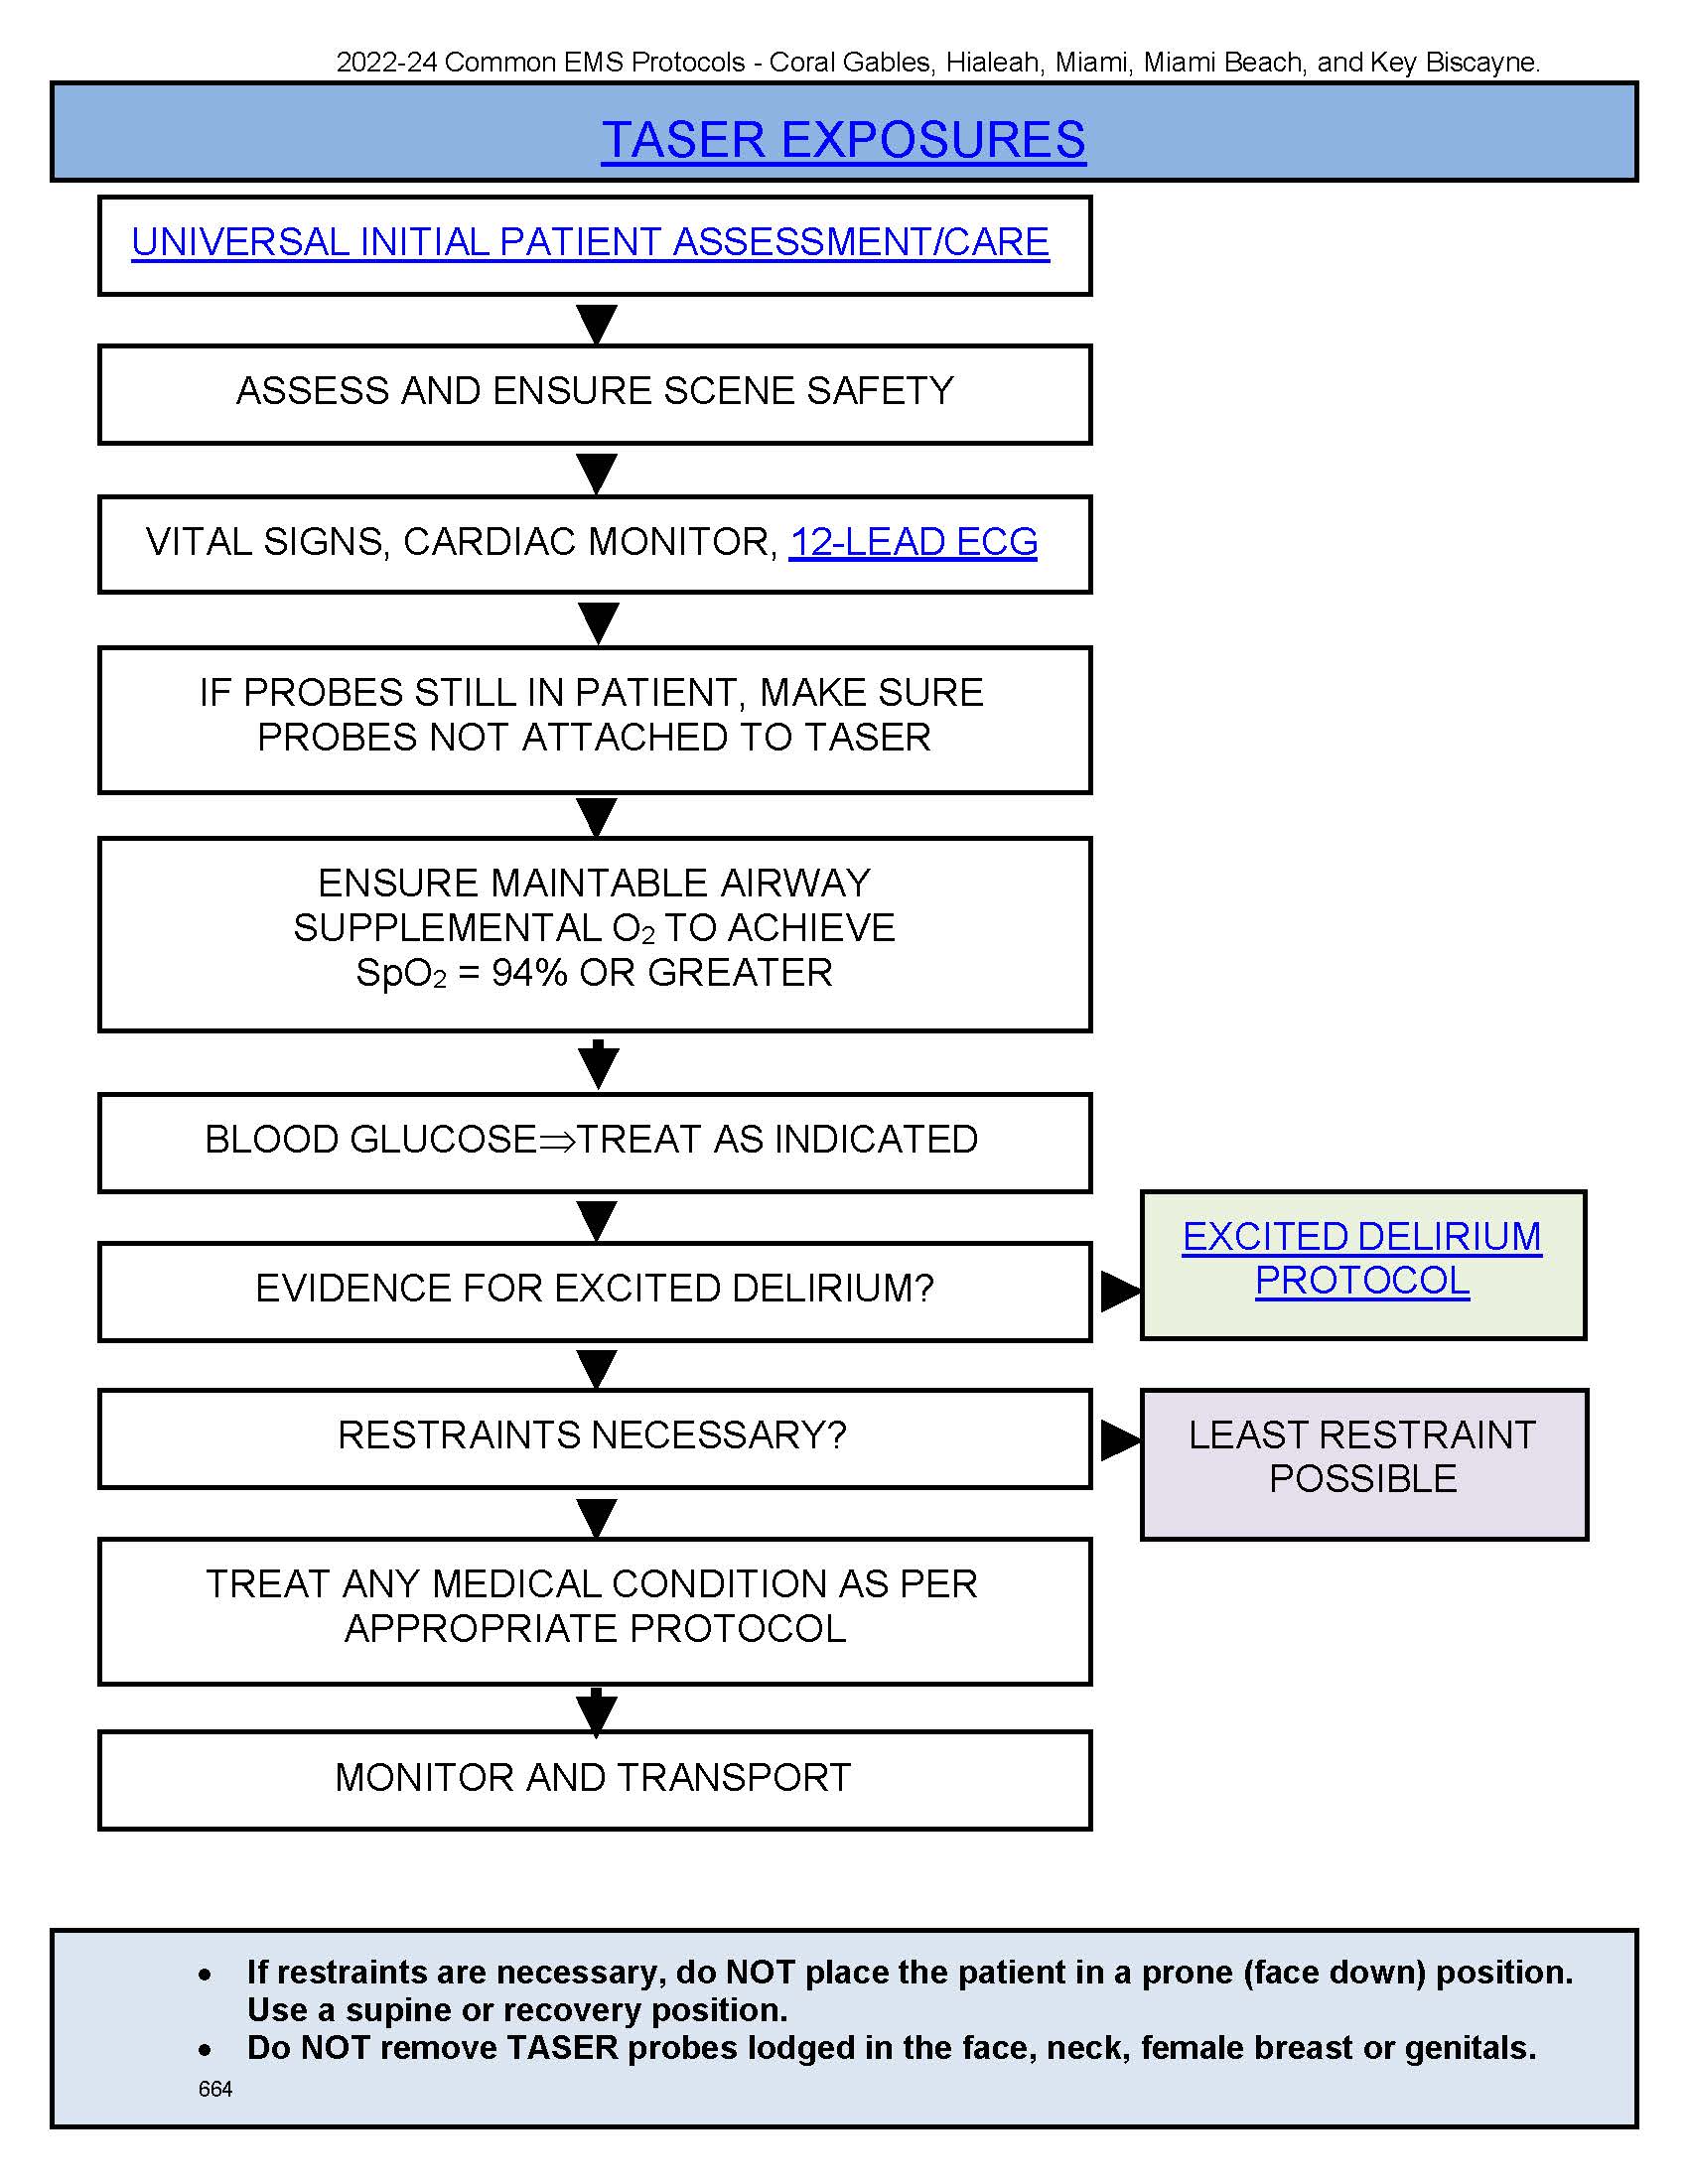 2022-24 Common EMS Protocols - Coral Gables, Hialeah, Miami, Miami Beach, and Key Biscayne.
TASER EXPOSURES
UNIVERSAL INITIAL PATIENT ASSESSMENT/CARE
ASSESS AND ENSURE SCENE SAFETY
VITAL SIGNS, CARDIAC MONITOR, 12-LEAD ECG
IF PROBES STILL IN PATIENT, MAKE SURE
PROBES NOT ATTACHED TO TASER
ENSURE MAINTABLE AIRWAY
SUPPLEMENTAL O₂ TO ACHIEVE
SpO₂ = 94% OR GREATER
BLOOD GLUCOSE⇒TREAT AS INDICATED
EVIDENCE FOR EXCITED DELIRIUM?
EXCITED DELIRIUM
PROTOCOL
RESTRAINTS NECESSARY?
LEAST RESTRAINT
POSSIBLE
TREAT ANY MEDICAL CONDITION AS PER
APPROPRIATE PROTOCOL
MONITOR AND TRANSPORT
• If restraints are necessary, do NOT place the patient in a prone (face down) position.
Use a supine or recovery position.
• Do NOT remove TASER probes lodged in the face, neck, female breast or genitals.
664